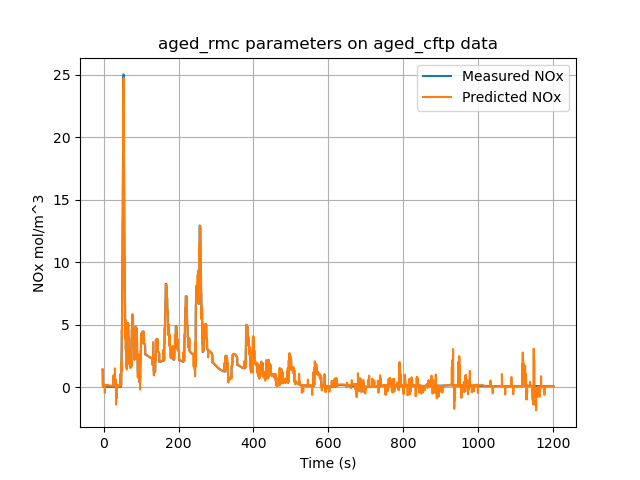 aged_rmc parameters on aged_cftp data
Measured NOx
Predicted NOx
25
20
15
10
5
0
NOx mol/m^3
0
200
400
600
800
1000
1200
Time (s)